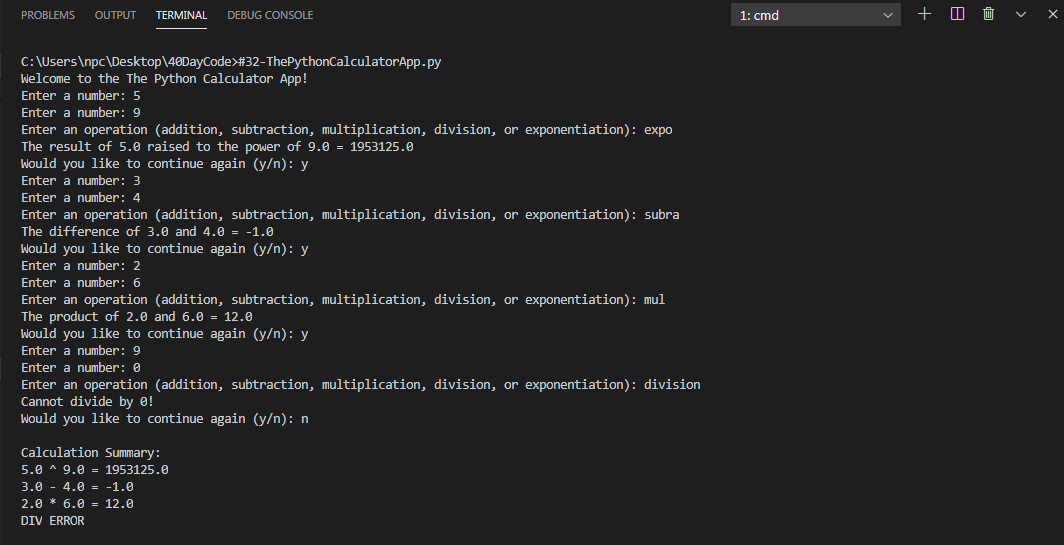 PROBLEMS OUTPUT TERMINAL DEBUG CONSOLE 1: cmd
C:\Users\npc\Desktop\40DayCode>#32-ThePythonCalculatorApp.py
Welcome to the The Python Calculator App!
Enter a number: 5
Enter a number: 9
Enter an operation (addition, subtraction, multiplication, division, or exponentiation): expo
The result of 5.0 raised to the power of 9.0 = 1953125.0
Would you like to continue again (y/n): y
Enter a number: 3
Enter a number: 4
Enter an operation (addition, subtraction, multiplication, division, or exponentiation): subra
The difference of 3.0 and 4.0 = -1.0
Would you like to continue again (y/n): y
Enter a number: 2
Enter a number: 6
Enter an operation (addition, subtraction, multiplication, division, or exponentiation): mul
The product of 2.0 and 6.0 = 12.0
Would you like to continue again (y/n): y
Enter a number: 9
Enter a number: 0
Enter an operation (addition, subtraction, multiplication, division, or exponentiation): division
Cannot divide by 0!
Would you like to continue again (y/n): n
Calculation Summary:
5.0 ^ 9.0 = 1953125.0
3.0 - 4.0 = -1.0
2.0 * 6.0 = 12.0
DIV ERROR